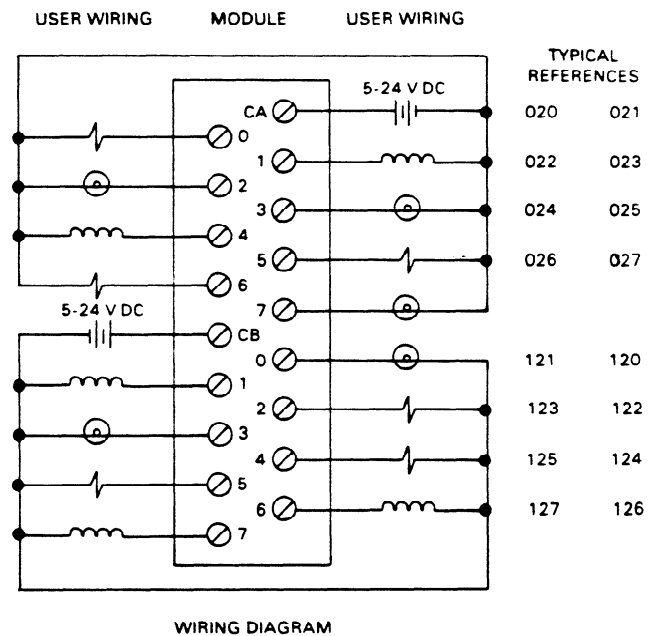 USER WIRING MODULE USER WIRING
TYPICAL
REFERENCES
5-24 V DC
CA 020 021
0
1 022 023
2
3 024 025
4
5 026 027
6
5-24 V DC
7
CB
0 121 120
1
2 123 122
3
4 125 124
5
6 127 126
7
WIRING DIAGRAM